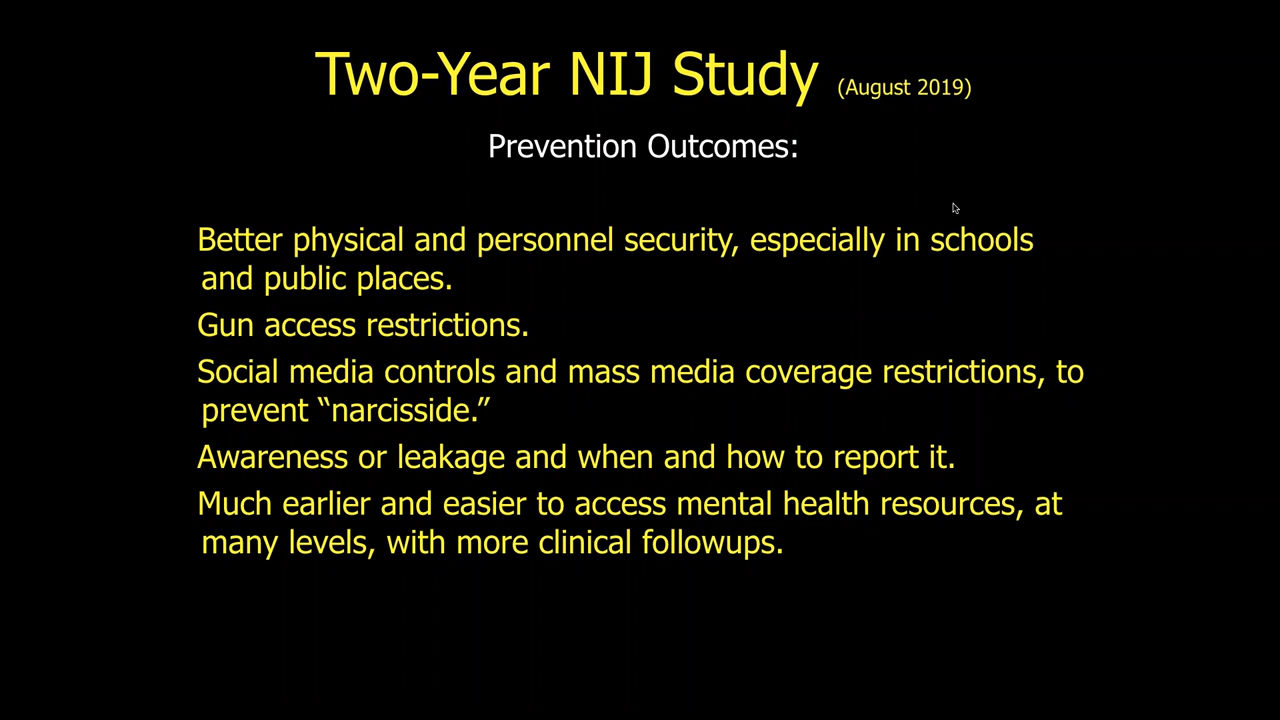 Two-Year NIJ Study (August 2019)
Prevention Outcomes:
Better physical and personnel security, especially in schools
and public places.
Gun access restrictions.
Social media controls and mass media coverage restrictions, to
prevent “narcisside.”
Awareness or leakage and when and how to report it.
Much earlier and easier to access mental health resources, at
many levels, with more clinical followups.